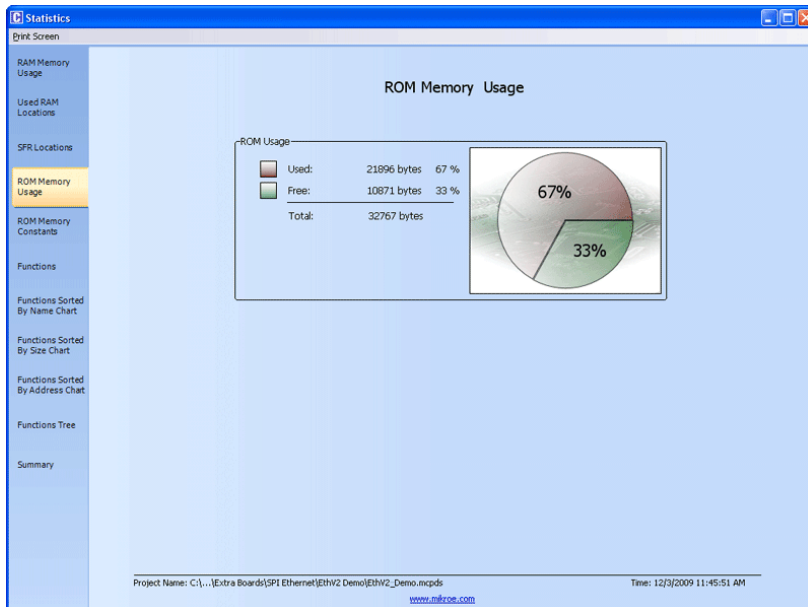 Statistics
Print Screen
RAM Memory
Usage
Used RAM
Locations
SFR Locations
ROM Memory
Usage
ROM Memory
Constants
Functions
Functions Sorted
By Name Chart
Functions Sorted
By Size Chart
Functions Sorted
By Address Chart
Functions Tree
Summary
ROM Memory Usage
ROM Usage
Used: 21896 bytes 67 %
Free: 10871 bytes 33 %
Total: 32767 bytes
67%
33%
Project Name: C:\...\Extra Boards\SPI Ethernet\EthV2 Demo\EthV2_Demo.mcpds
Time: 12/3/2009 11:45:51 AM
www.mikroe.com